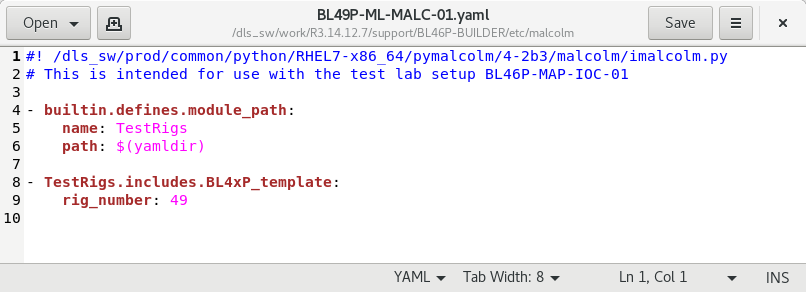 Open
BL49P-ML-MALC-01.yaml
/dls_sw/work/R3.14.12.7/support/BL46P-BUILDER/etc/malcolm
Save
1 #! /dls_sw/prod/common/python/RHEL7-x86_64/pymalcolm/4-2b3/malcolm/imalcolm.py
2 # This is intended for use with the test lab setup BL46P-MAP-IOC-01
3
4 - builtin.defines.module_path:
5     name: TestRigs
6     path: $(yamldir)
7
8 - TestRigs.includes.BL4xP_template:
9     rig_number: 49
10
YAML Tab Width: 8 Ln 1, Col 1 INS